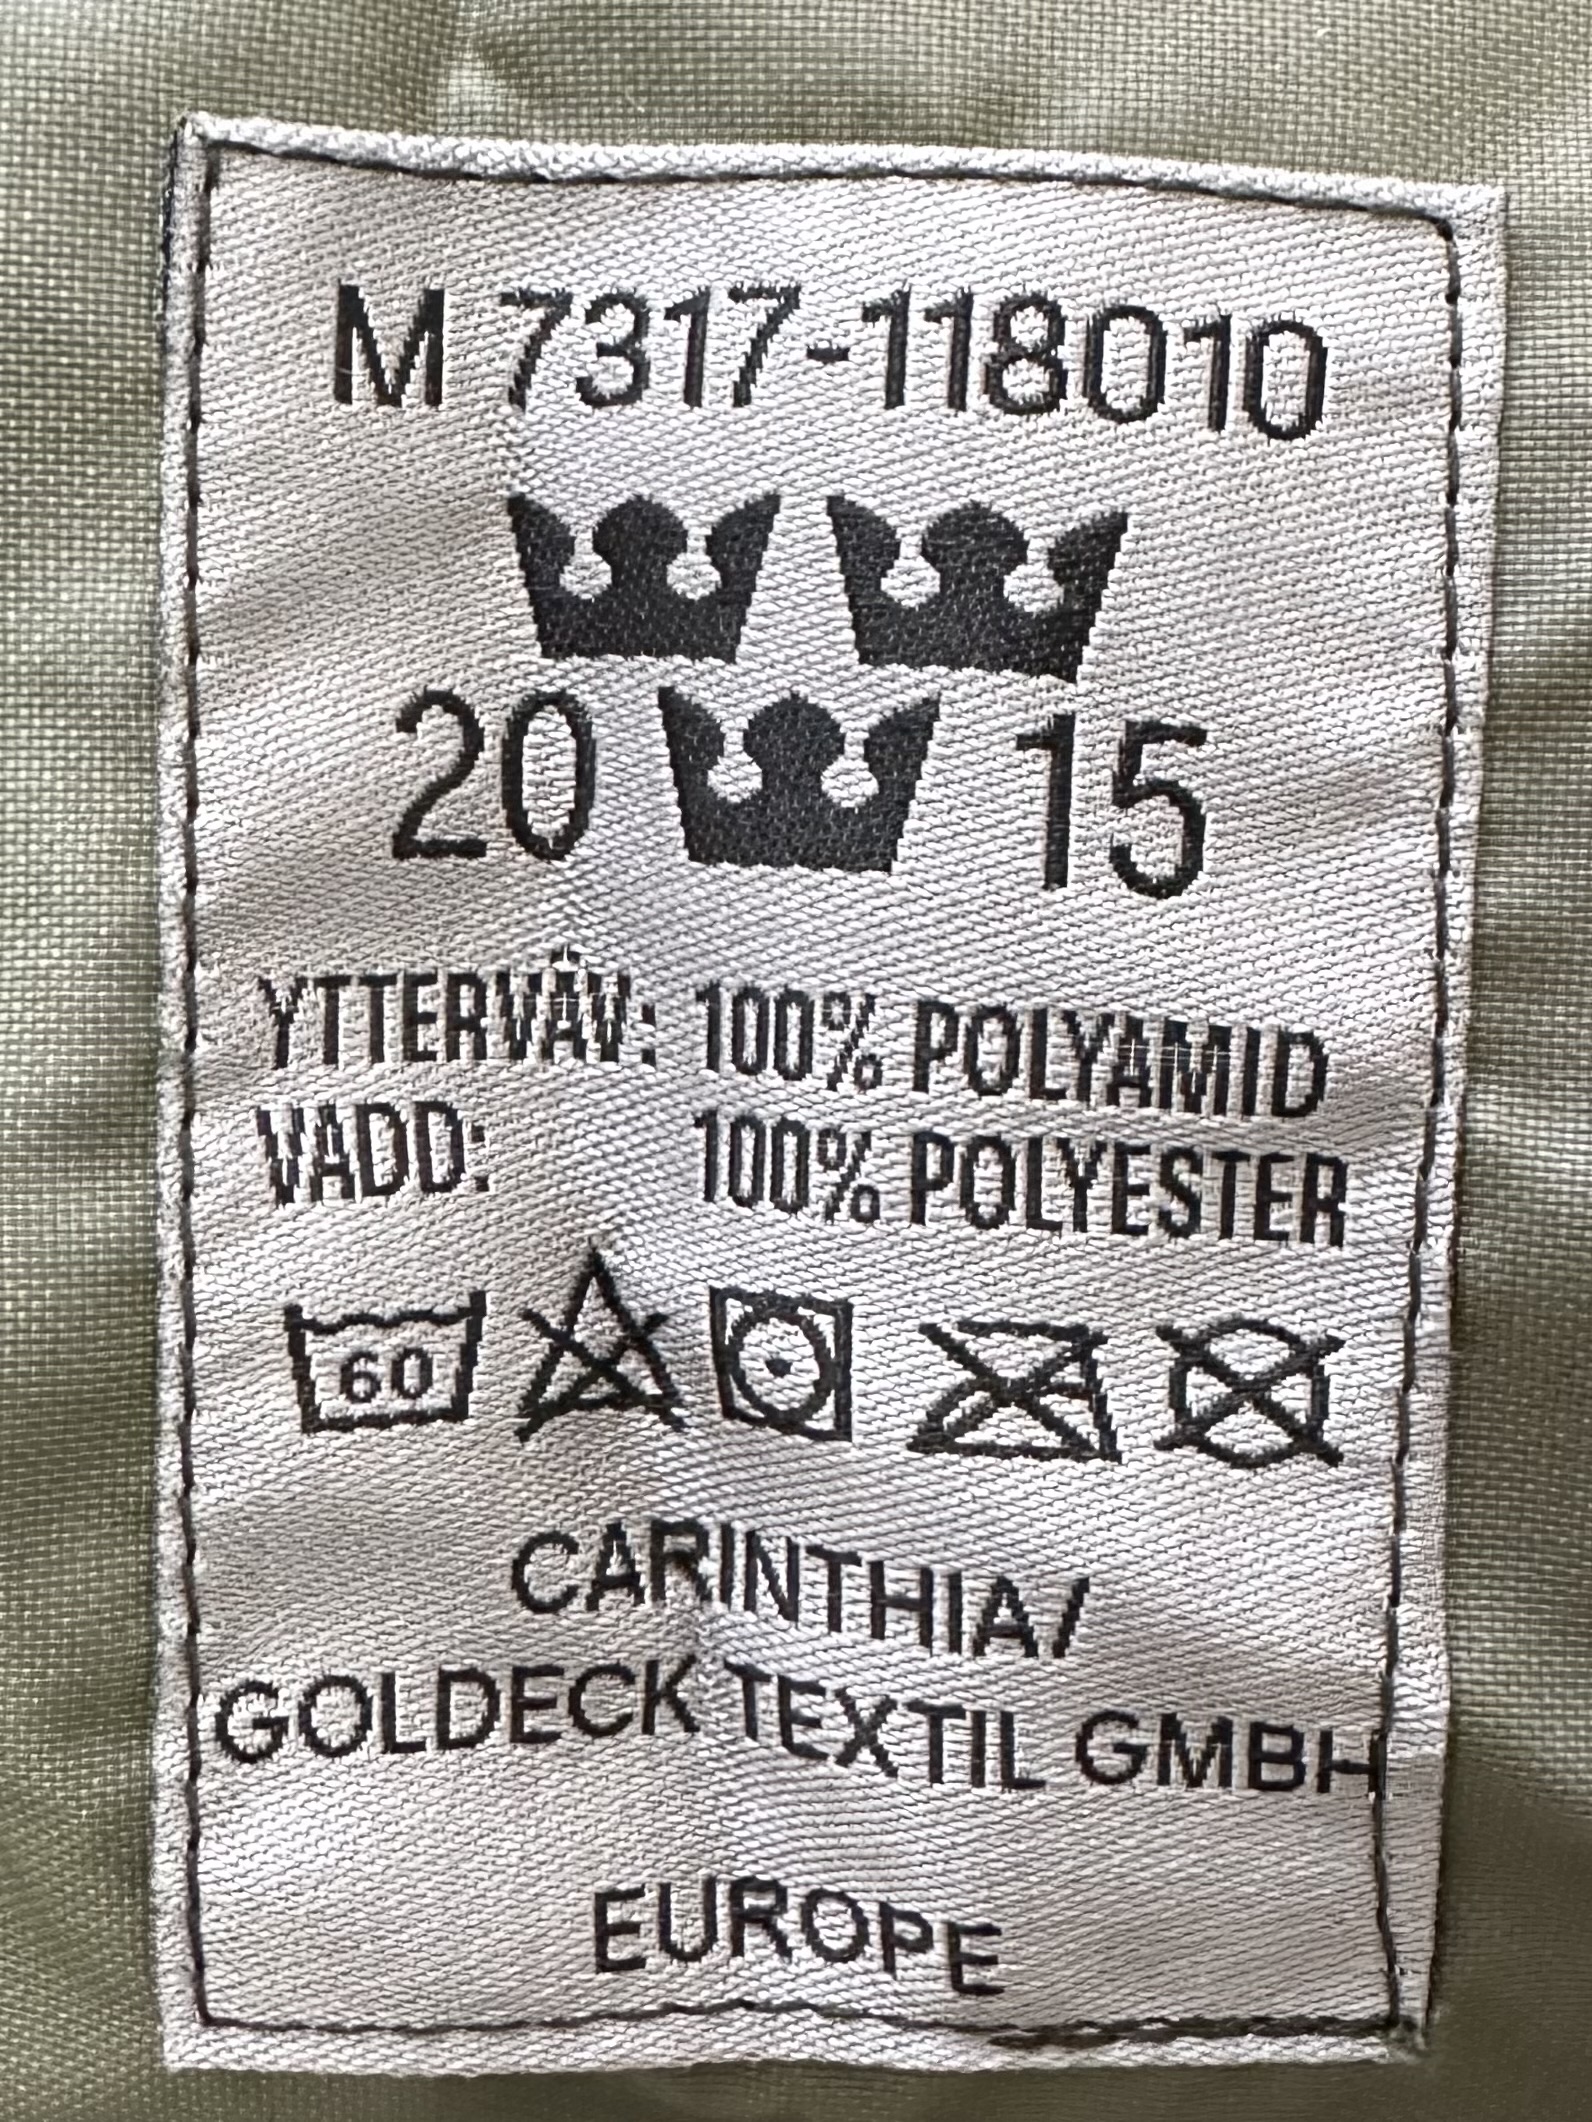 M 7317-118010
20 15
YTTERVÄV: 100% POLYAMID
VADD: 100% POLYESTER
60
CARINTHIA/
GOLDECK TEXTIL GMBH
EUROPE